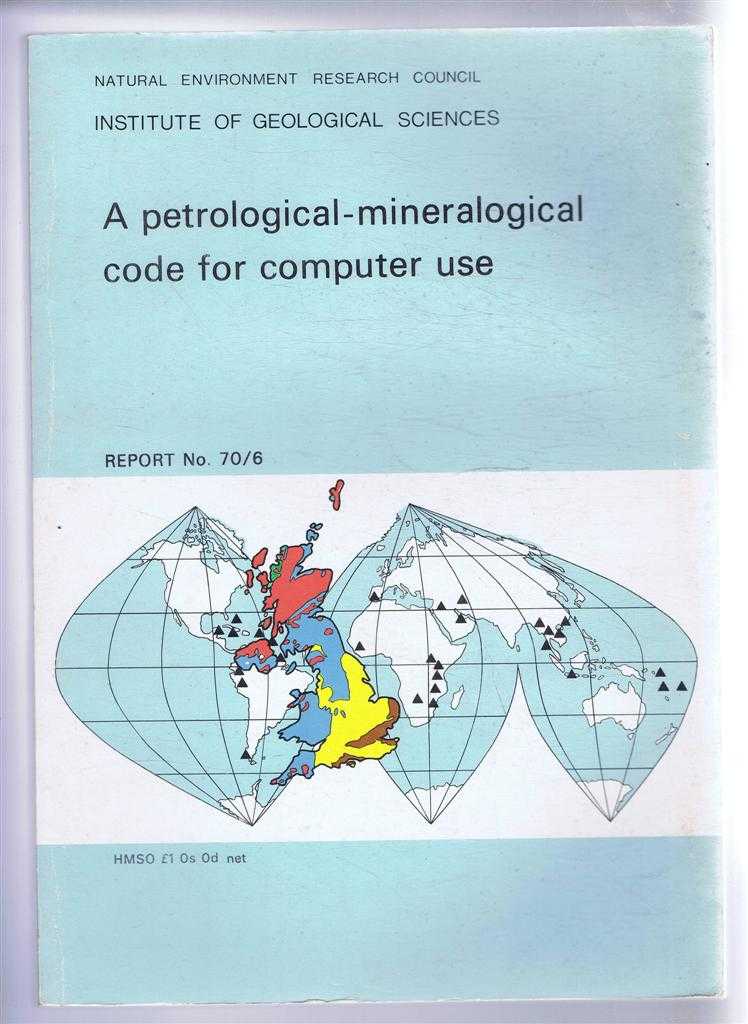 NATURAL ENVIRONMENT RESEARCH COUNCIL
INSTITUTE OF GEOLOGICAL SCIENCES
A petrological-mineralogical
code for computer use
REPORT No. 70/6
HMSO £1 0s 0d net